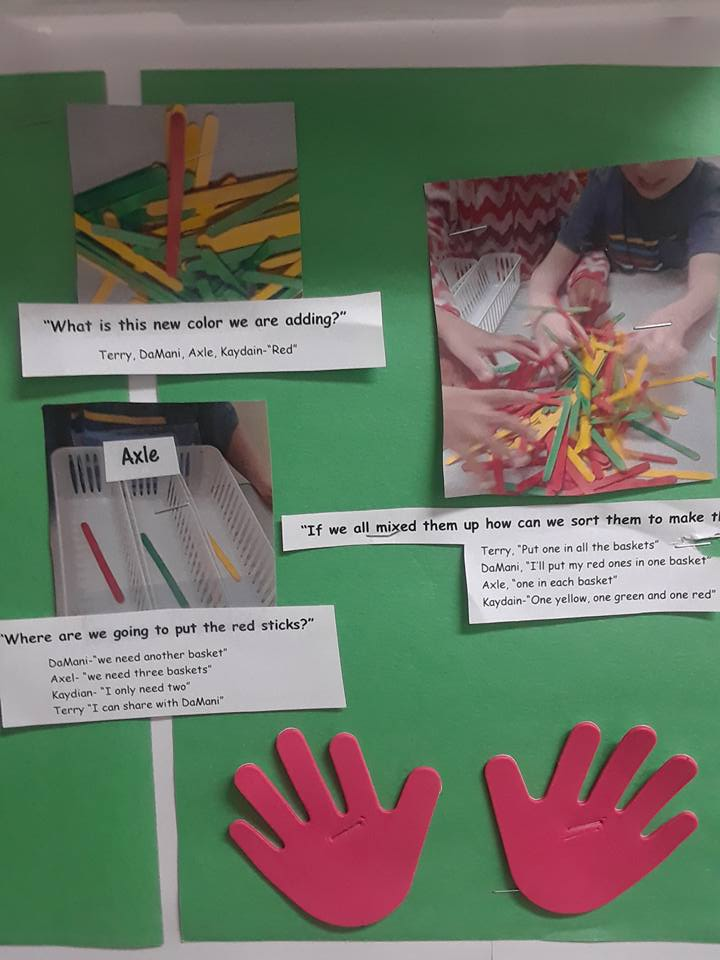 “What is this new color we are adding?”
Terry, DaMani, Axle, Kaydain-“Red”
Axle
“Where are we going to put the red sticks?”
DaMani-“we need another basket”
Axel- “we need three baskets”
Kaydian- “I only need two”
Terry “I can share with DaMani”
“If we all mixed them up how can we sort them to make
Terry, “Put one in all the baskets”
DaMani, “I’ll put my red ones in one basket”
Axle, “one in each basket”
Kaydain-“One yellow, one green and one red”